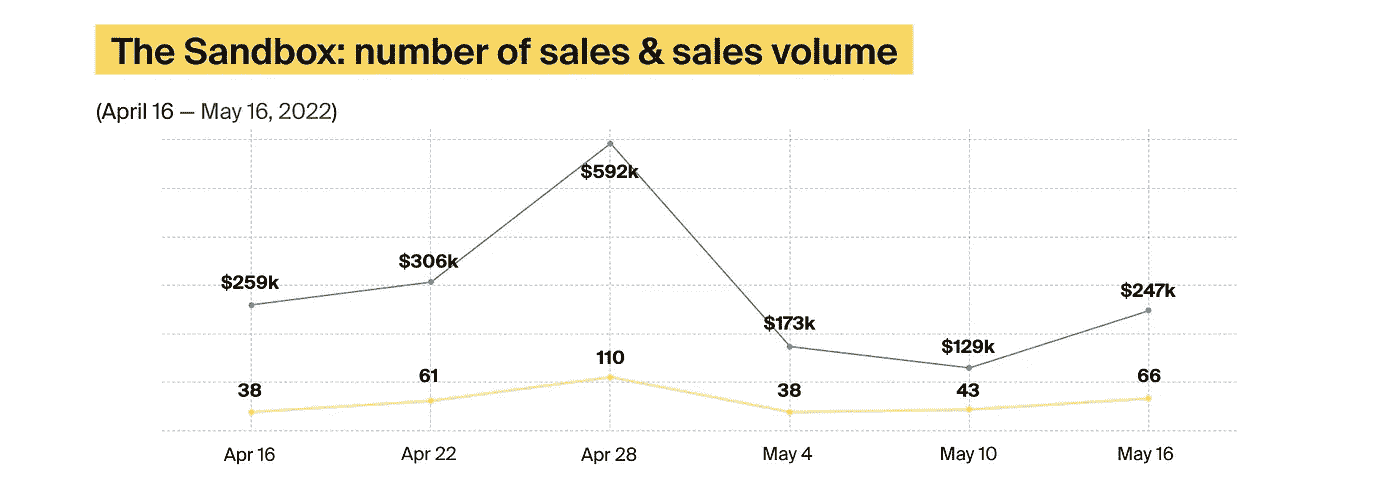 The Sandbox: number of sales & sales volume
(April 16 — May 16, 2022)
$592k
$306k
$259k
$247k
$173k
$129k
110
61
66
38
38
43
Apr 16
Apr 22
Apr 28
May 4
May 10
May 16